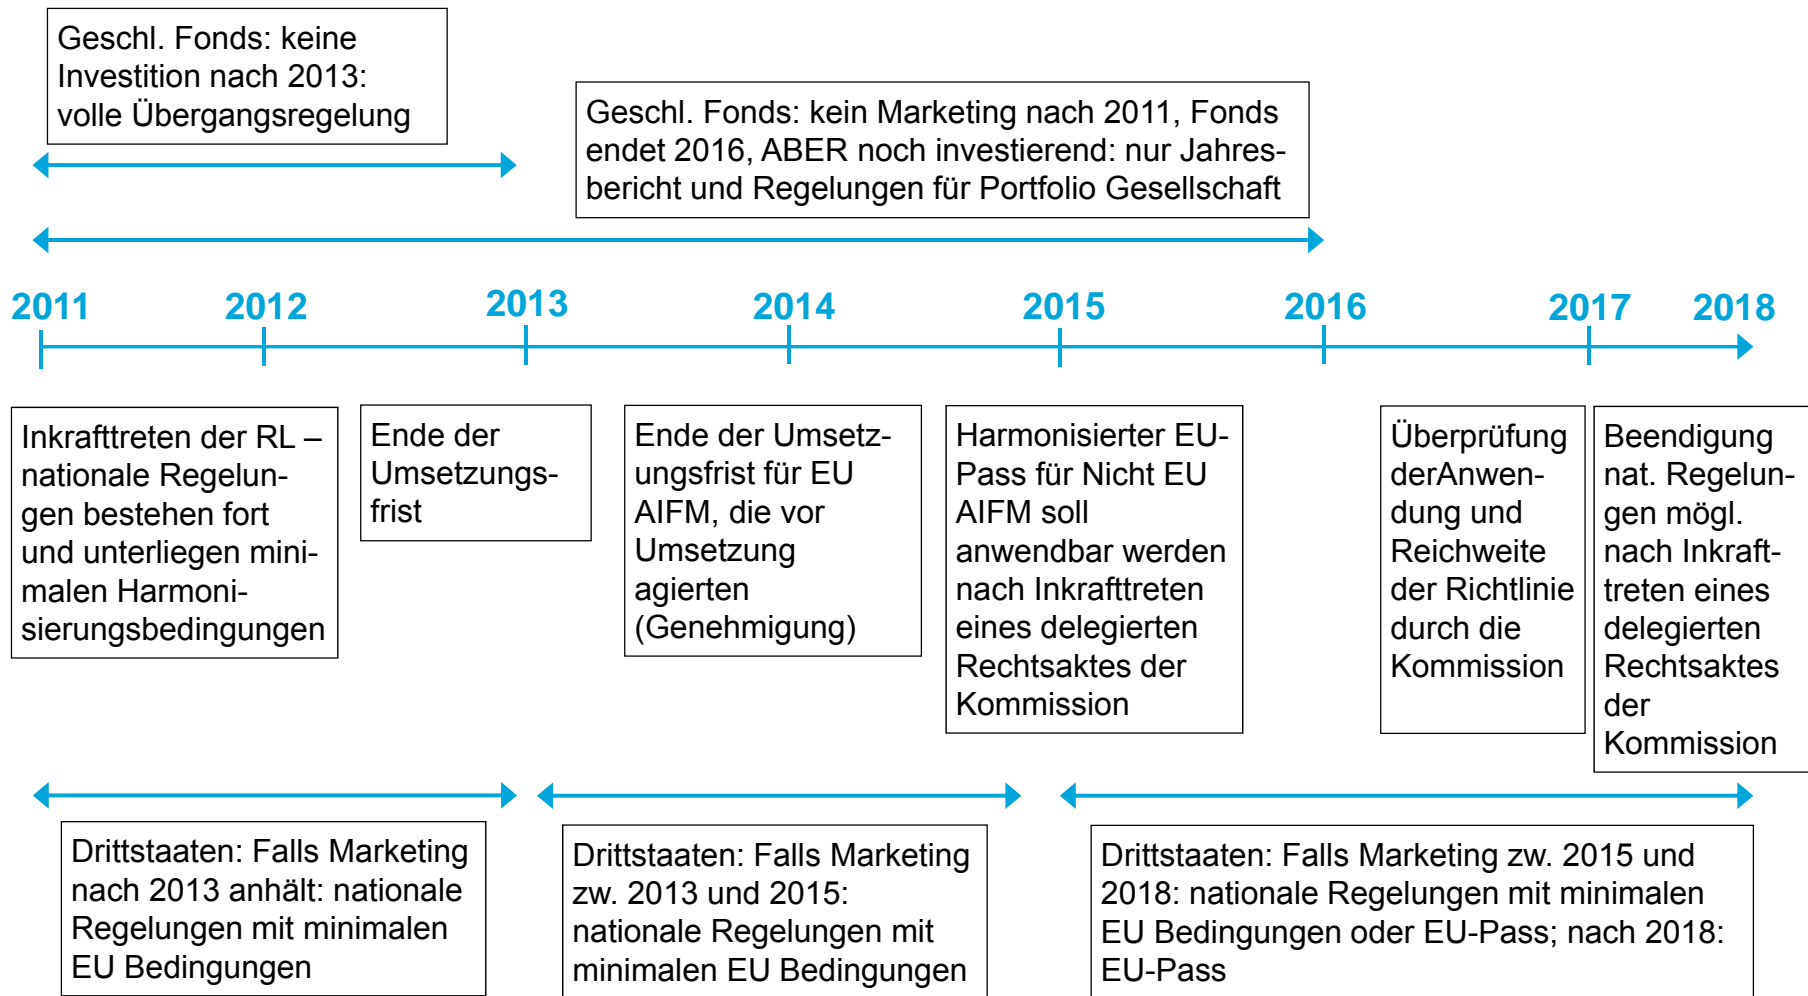 Geschl. Fonds: keine
Investition nach 2013:
volle Übergangsregelung
Geschl. Fonds: kein Marketing nach 2011, Fonds
endet 2016, ABER noch investierend: nur Jahres-
bericht und Regelungen für Portfolio Gesellschaft
2011 2012 2013 2014 2015 2016 2017 2018
Inkrafttreten der RL –
nationale Regelun-
gen bestehen fort
und unterliegen mini-
malen Harmoni-
sierungsbedingungen
Ende der
Umsetzungs-
frist
Ende der Umsetz-
ungsfrist für EU
AIFM, die vor
Umsetzung
agierten
(Genehmigung)
Harmonisierter EU-
Pass für Nicht EU
AIFM soll
anwendbar werden
nach Inkrafttreten
eines delegierten
Rechtsaktes der
Kommission
Überprüfung
derAnwen-
dung und
Reichweite
der Richtlinie
durch die
Kommission
Beendigung
nat. Regelun-
gen mögl.
nach Inkraft-
treten eines
delegierten
Rechtsaktes
der
Kommission
Drittstaaten: Falls Marketing
nach 2013 anhält: nationale
Regelungen mit minimalen
EU Bedingungen
Drittstaaten: Falls Marketing
zw. 2013 und 2015:
nationale Regelungen mit
minimalen EU Bedingungen
Drittstaaten: Falls Marketing zw. 2015 und
2018: nationale Regelungen mit minimalen
EU Bedingungen oder EU-Pass; nach 2018:
EU-Pass